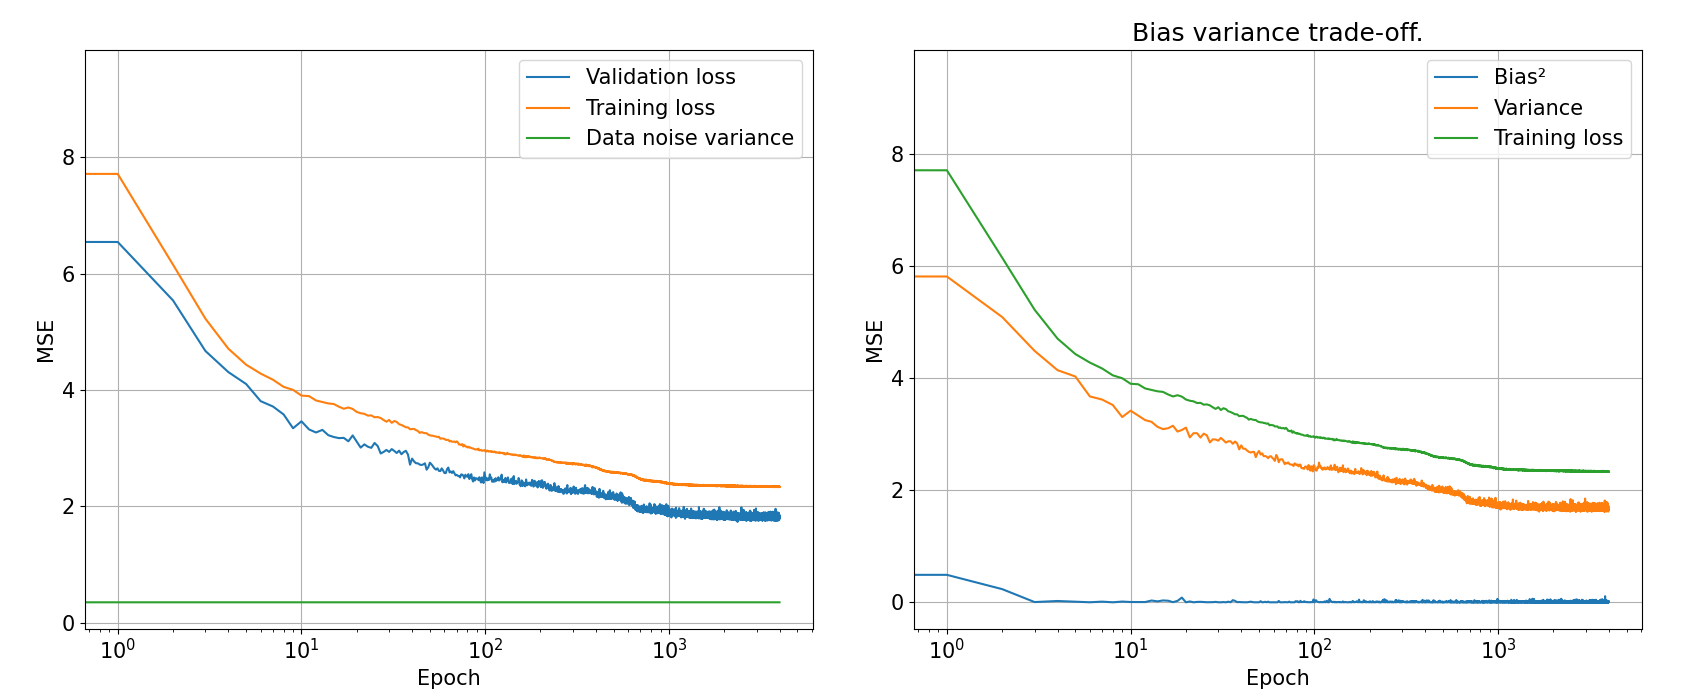 Validation loss
Training loss
Data noise variance
8
6
4
2
0
MSE
10⁰
10¹
10²
10³
Epoch
Bias variance trade-off.
Bias²
Variance
Training loss
8
6
4
2
0
MSE
10⁰
10¹
10²
10³
Epoch